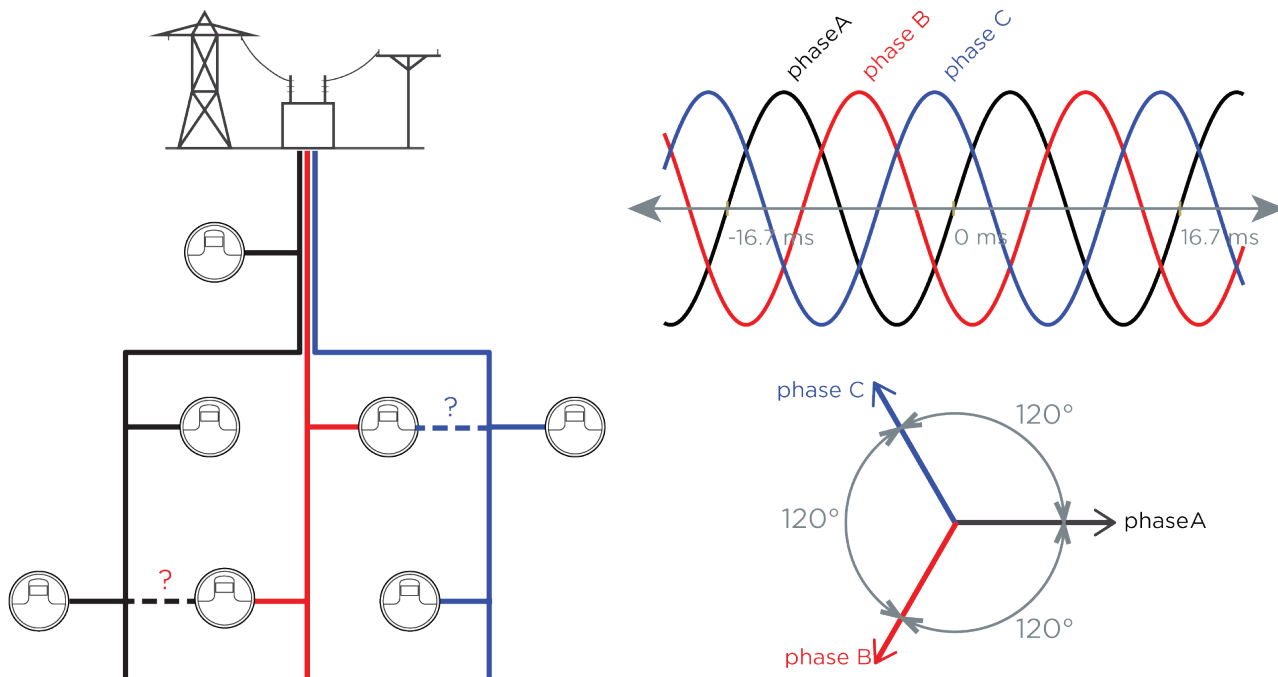 phaseA
phase B
phase C
-16.7 ms
0 ms
16.7 ms
?
?
phase C
120°
120°
phaseA
120°
phase B